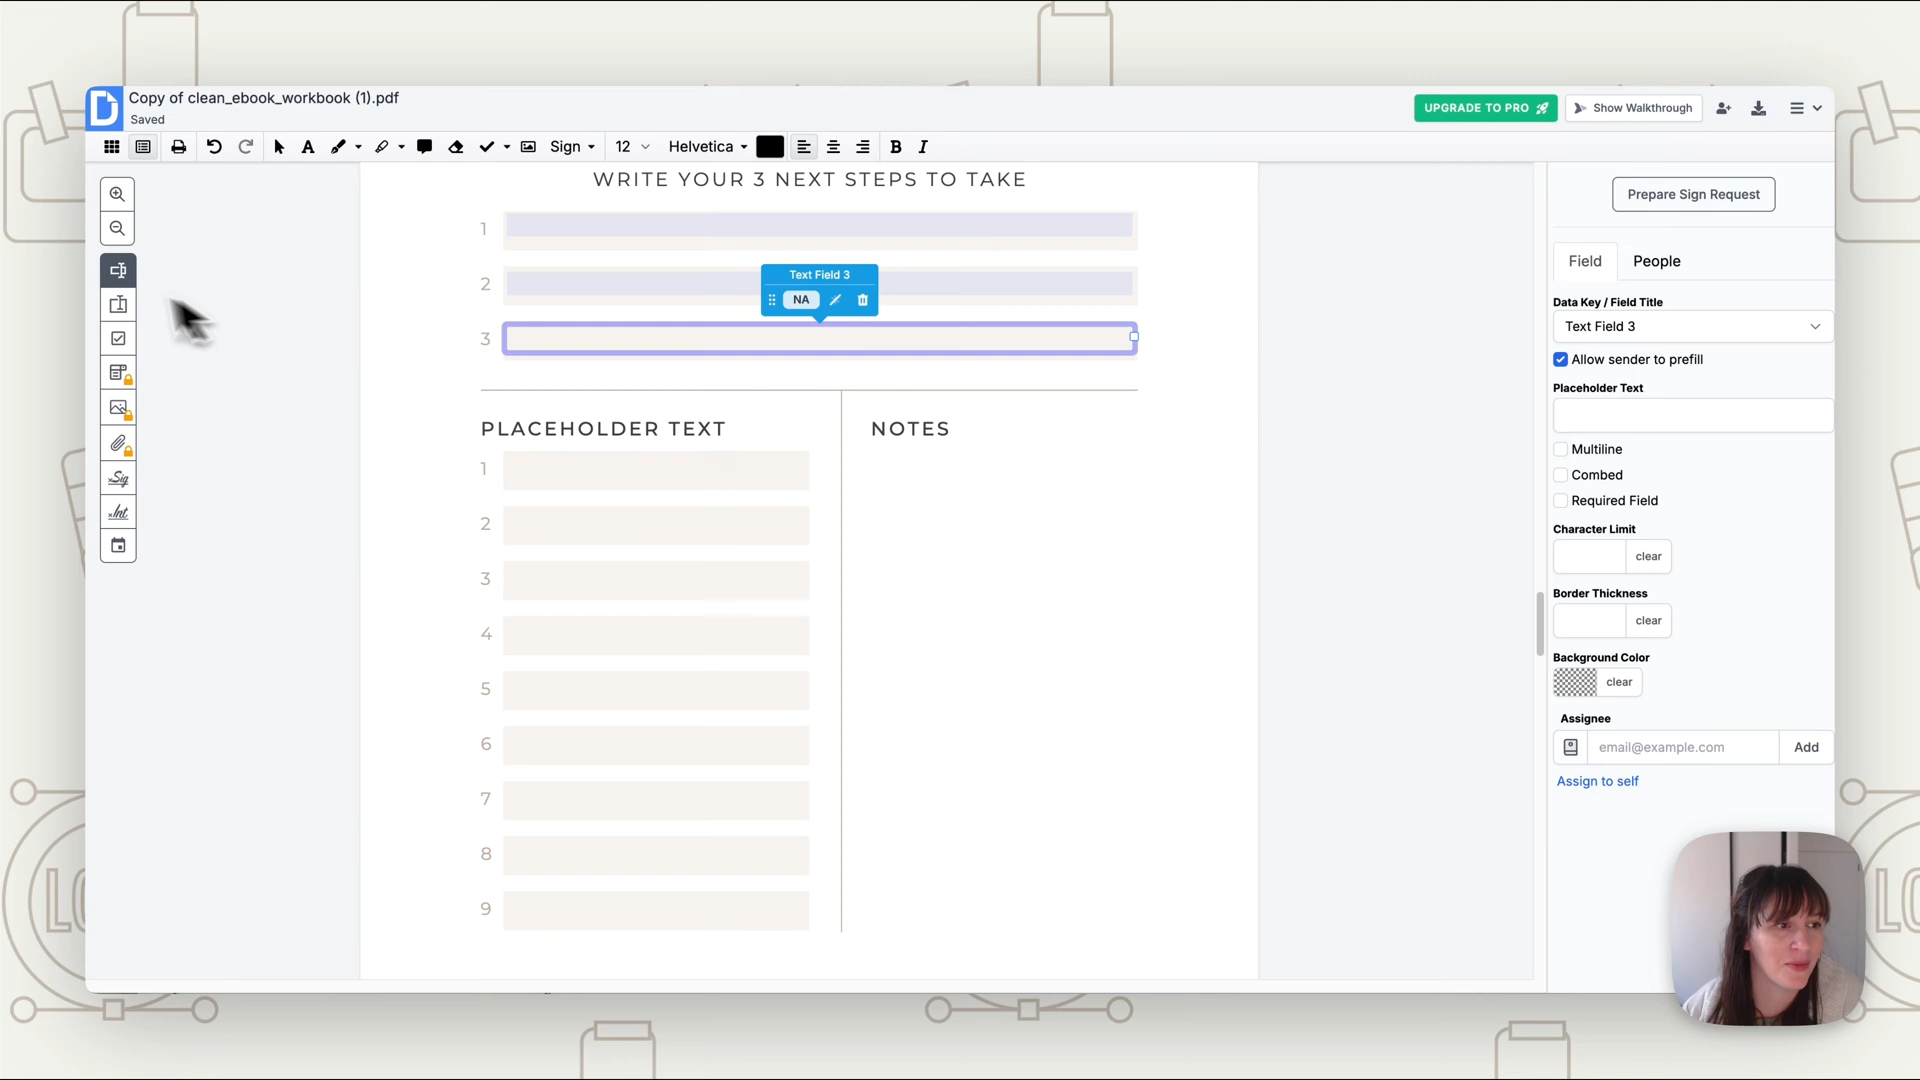 Copy of clean_ebook_workbook (1).pdf
Saved
UPGRADE TO PRO
Show Walkthrough
Sign
12
Helvetica
B
I
WRITE YOUR 3 NEXT STEPS TO TAKE
1
2
3
Text Field 3
NA
PLACEHOLDER TEXT
NOTES
1
2
3
4
5
6
7
8
9
Sig
Int
Prepare Sign Request
Field
People
Data Key / Field Title
Text Field 3
Allow sender to prefill
Placeholder Text
Multiline
Combed
Required Field
Character Limit
clear
Border Thickness
clear
Background Color
clear
Assignee
email@example.com
Add
Assign to self